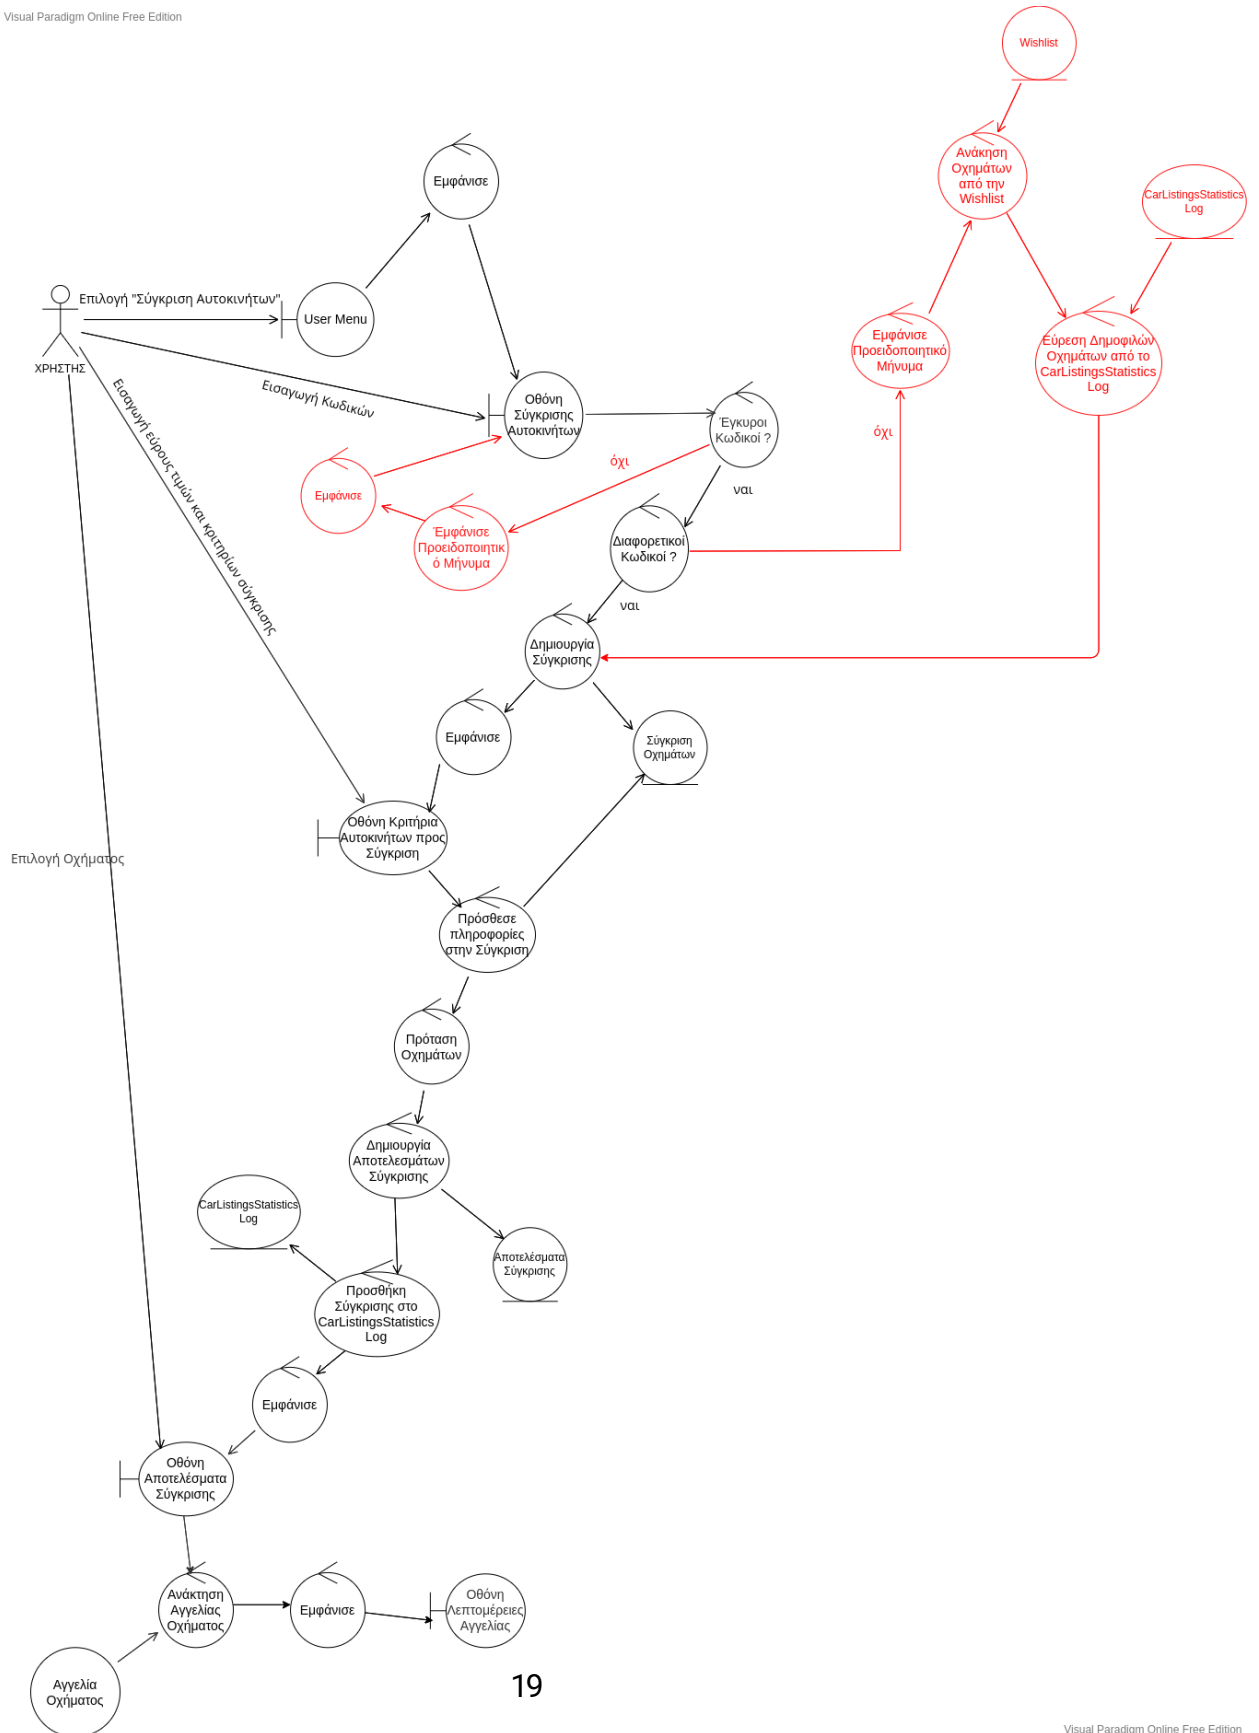 Visual Paradigm Online Free Edition
Wishlist
Ανάκηση
Οχημάτων
από την
Wishlist
CarListingsStatistics
Log
Εμφάνισε
Επιλογή "Σύγκριση Αυτοκινήτων"
User Menu
ΧΡΗΣΤΗΣ
Εμφάνισε
Προειδοποιητικό
Μήνυμα
Εύρεση Δημοφιλών
Οχημάτων από το
CarListingsStatistics
Log
Εισαγωγή Κωδικών
Οθόνη
Σύγκρισης
Αυτοκινήτων
Έγκυροι
Κωδικοί ?
όχι
όχι
ναι
Εισαγωγή εύρους τιμών και κριτηρίων σύγκρισης
Εμφάνισε
Έμφάνισε
Προειδοποιητικ
ό Μήνυμα
Διαφορετικοί
Κωδικοί ?
ναι
Δημιουργία
Σύγκρισης
Εμφάνισε
Σύγκριση
Οχημάτων
Οθόνη Κριτήρια
Αυτοκινήτων προς
Σύγκριση
Επιλογή Οχήματος
Πρόσθεσε
πληροφορίες
στην Σύγκριση
Πρόταση
Οχημάτων
Δημιουργία
Αποτελεσμάτων
Σύγκρισης
CarListingsStatistics
Log
Αποτελέσματα
Σύγκρισης
Προσθήκη
Σύγκρισης στο
CarListingsStatistics
Log
Εμφάνισε
Οθόνη
Αποτελέσματα
Σύγκρισης
Ανάκτηση
Αγγελίας
Οχήματος
Εμφάνισε
Οθόνη
Λεπτομέρειες
Αγγελίας
Αγγελία
Οχήματος
19
Visual Paradigm Online Free Edition